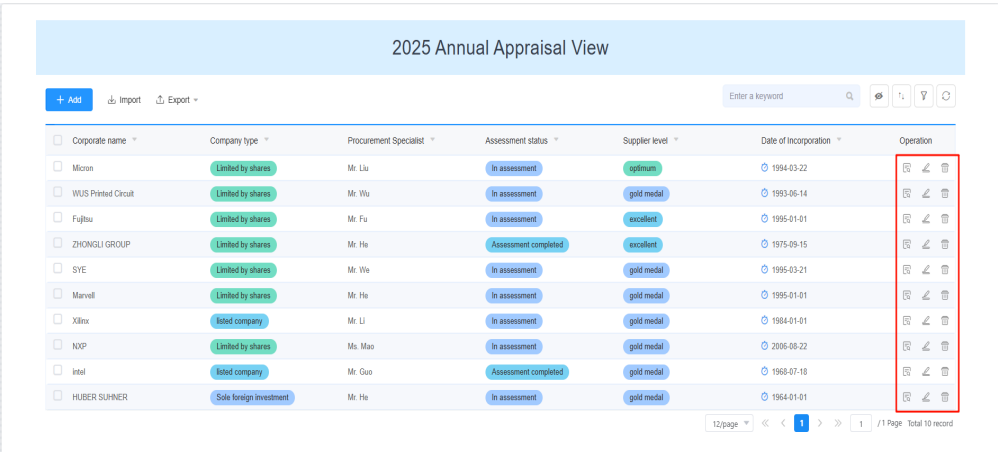 2025 Annual Appraisal View
+ Add Import Export Enter a keyword
Corporate name Company type Procurement Specialist Assessment status Supplier level Date of Incorporation Operation
Micron Limited by shares Mr. Liu In assessment optimum 1994-03-22
WUS Printed Circuit Limited by shares Mr. Wu In assessment gold medal 1993-06-14
Fujitsu Limited by shares Mr. Fu In assessment excellent 1995-01-01
ZHONGLI GROUP Limited by shares Mr. He Assessment completed excellent 1975-09-15
SYE Limited by shares Mr. We In assessment gold medal 1995-03-21
Marvell Limited by shares Mr. He In assessment gold medal 1995-01-01
Xilinx listed company Mr. Li In assessment gold medal 1984-01-01
NXP Limited by shares Ms. Mao In assessment gold medal 2006-08-22
intel listed company Mr. Guo Assessment completed gold medal 1968-07-18
HUBER SUHNER Sole foreign investment Mr. He In assessment gold medal 1964-01-01
12/page 1 1 / 1 Page Total 10 record